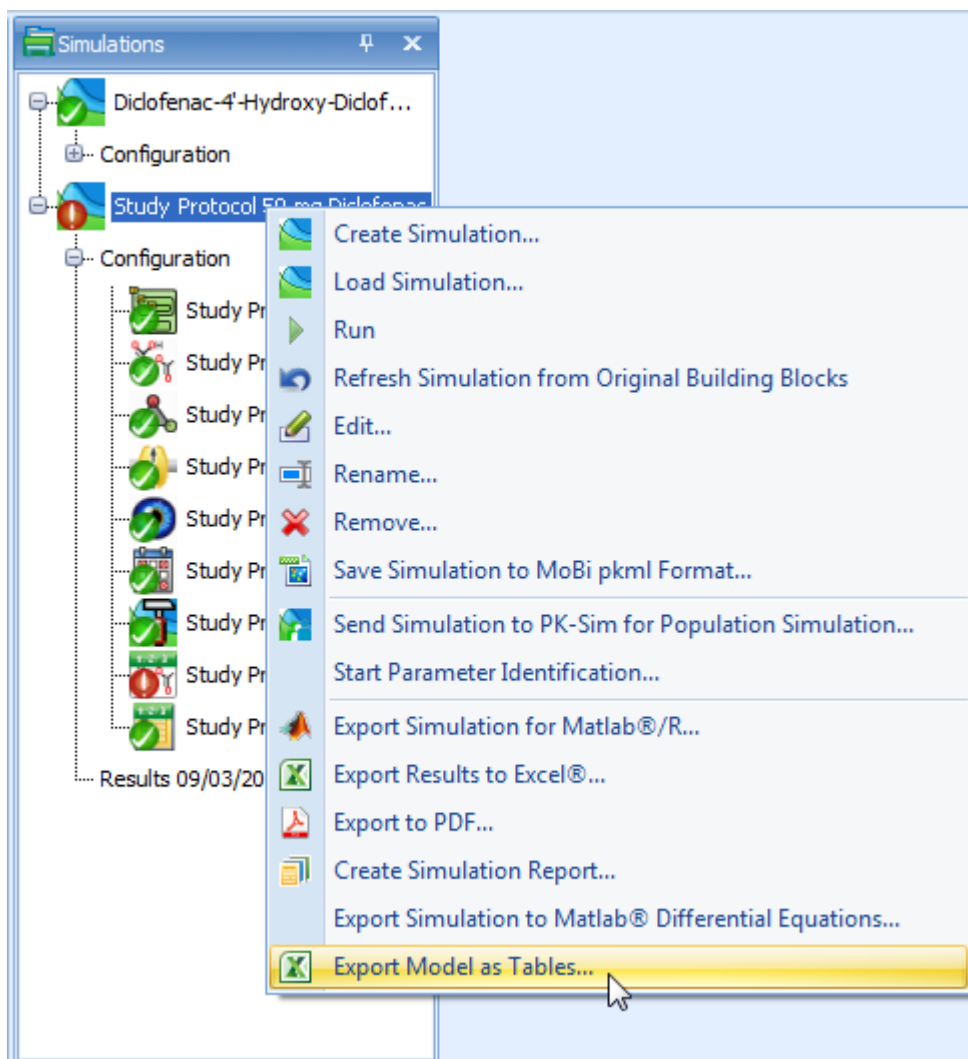 Simulations
Diclofenac-4'-Hydroxy-Diclof...
Configuration
Study Protocol 50 mg Diclofenac
Configuration
Study Pr
Study Pr
Study Pr
Study Pr
Study Pr
Study Pr
Study Pr
Study Pr
Study Pr
Results 09/03/20
Create Simulation...
Load Simulation...
Run
Refresh Simulation from Original Building Blocks
Edit...
Rename...
Remove...
Save Simulation to MoBi pkml Format...
Send Simulation to PK-Sim for Population Simulation...
Start Parameter Identification...
Export Simulation for Matlab®/R...
Export Results to Excel®...
Export to PDF...
Create Simulation Report...
Export Simulation to Matlab® Differential Equations...
Export Model as Tables...